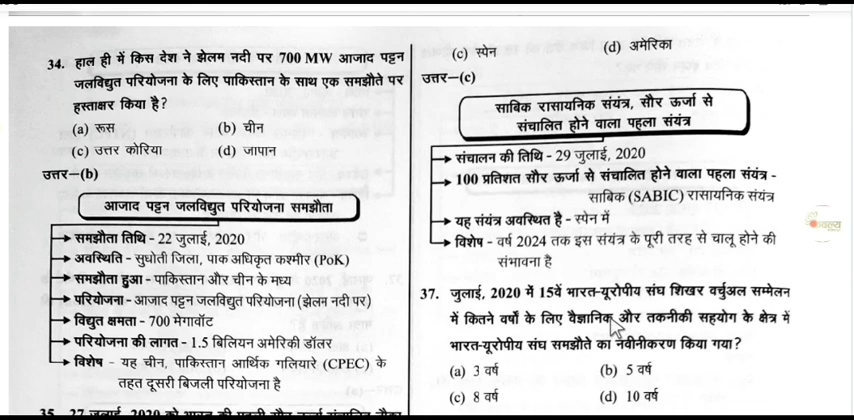 34. हाल ही में किस देश ने झेलम नदी पर 700 MW आजाद पट्टन
जलविद्युत परियोजना के लिए पाकिस्तान के साथ एक समझौते पर
हस्ताक्षर किया है?
(a) रूस (b) चीन
(c) उत्तर कोरिया (d) जापान
उत्तर–(b)
आजाद पट्टन जलविद्युत परियोजना समझौता
समझौता तिथि - 22 जुलाई, 2020
अवस्थिति - सुधोती जिला, पाक अधिकृत कश्मीर (PoK)
समझौता हुआ - पाकिस्तान और चीन के मध्य
परियोजना - आजाद पट्टन जलविद्युत परियोजना (झेलम नदी पर)
विद्युत क्षमता - 700 मेगावॉट
परियोजना की लागत - 1.5 बिलियन अमेरिकी डॉलर
विशेष - यह चीन, पाकिस्तान आर्थिक गलियारे (CPEC) के
तहत दूसरी बिजली परियोजना है
35. 27 जुलाई, 2020 को भारत की पहली सौर ऊर्जा संचालित नौका
(c) स्पेन (d) अमेरिका
उत्तर–(c)
साबिक रासायनिक संयंत्र, सौर ऊर्जा से
संचालित होने वाला पहला संयंत्र
संचालन की तिथि - 29 जुलाई, 2020
100 प्रतिशत सौर ऊर्जा से संचालित होने वाला पहला संयंत्र -
साबिक (SABIC) रासायनिक संयंत्र
यह संयंत्र अवस्थित है - स्पेन में
विशेष - वर्ष 2024 तक इस संयंत्र के पूरी तरह से चालू होने की
संभावना है
37. जुलाई, 2020 में 15वें भारत-यूरोपीय संघ शिखर वर्चुअल सम्मेलन
में कितने वर्षों के लिए वैज्ञानिक और तकनीकी सहयोग के क्षेत्र में
भारत-यूरोपीय संघ समझौते का नवीनीकरण किया गया?
(a) 3 वर्ष (b) 5 वर्ष
(c) 8 वर्ष (d) 10 वर्ष